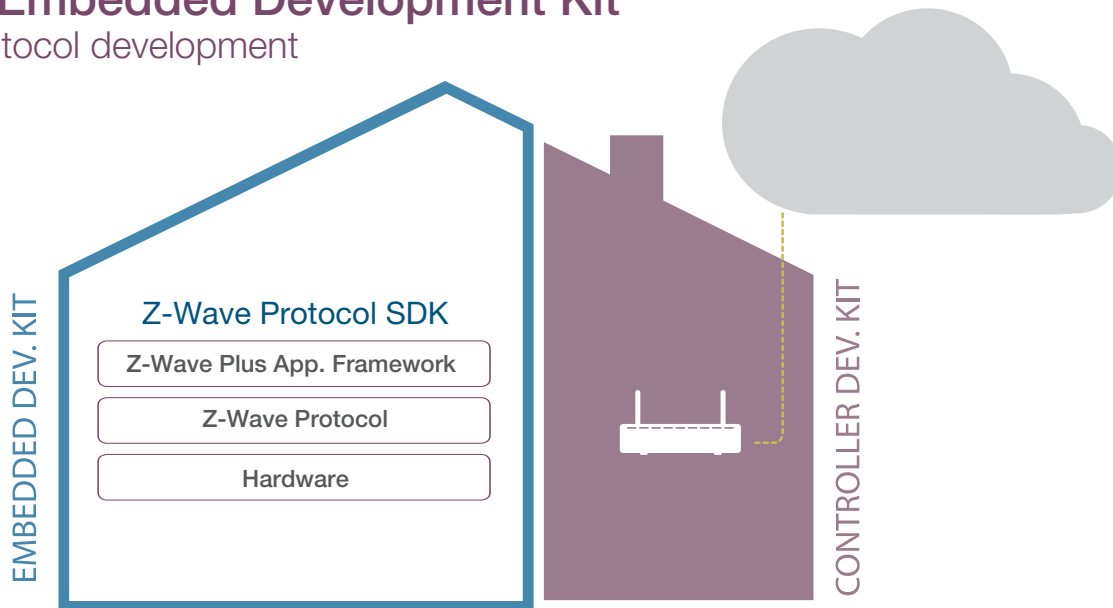 Embedded Development Kit
tocol development
Z-Wave Protocol SDK
Z-Wave Plus App. Framework
Z-Wave Protocol
Hardware
EMBEDDED DEV. KIT
CONTROLLER DEV. KIT